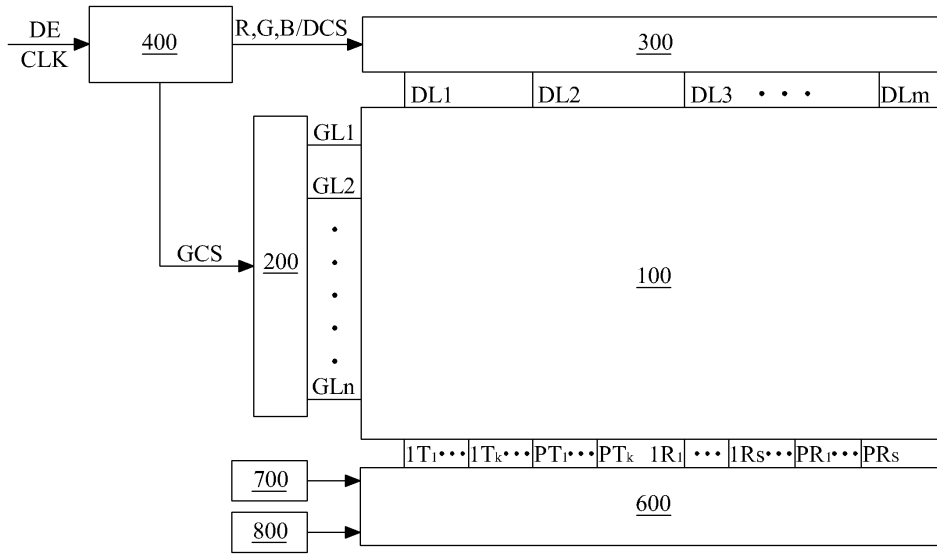 DE
CLK
400
R,G,B/DCS
300
DL1 DL2 DL3 • • • DLm
GL1
GL2
GCS
200
100
GLn
1T₁••• 1Tₖ••• PT₁••• PTₖ 1R₁ ••• 1Rs••• PR₁••• PRs
700
600
800